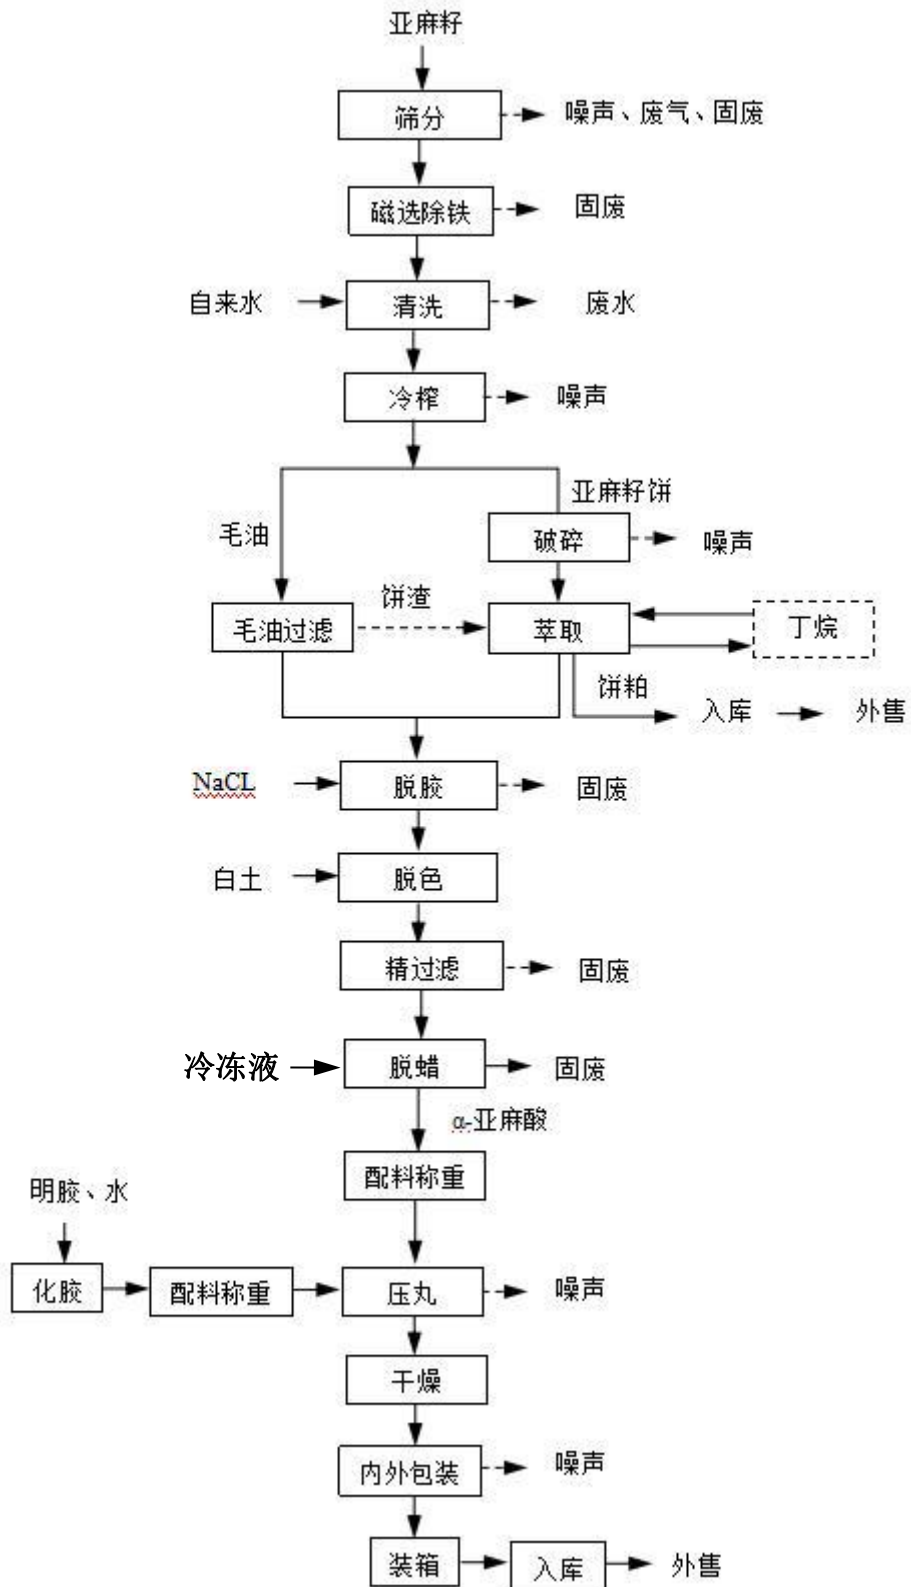 亚麻籽
筛分
噪声、废气、固废
磁选除铁
固废
自来水
清洗
废水
冷榨
噪声
亚麻籽饼
毛油
破碎
噪声
饼渣
毛油过滤
萃取
丁烷
饼粕
入库
外售
NaCL
脱胶
固废
白土
脱色
精过滤
固废
冷冻液
脱蜡
固废
α-亚麻酸
配料称重
明胶、水
化胶
配料称重
压丸
噪声
干燥
内外包装
噪声
装箱
入库
外售